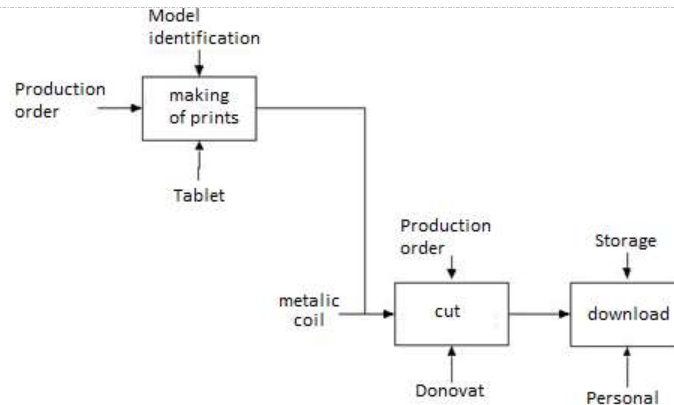 Model
identification
Production
order
making
of prints
Tablet
Production
order
Storage
metalic
coil
cut
download
Donovat
Personal